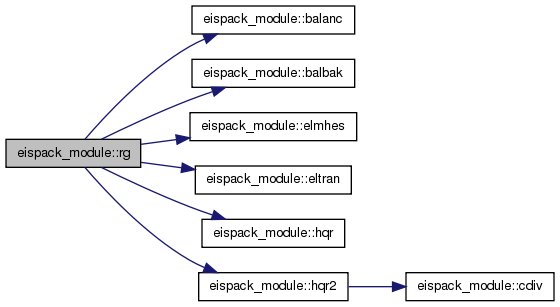 eispack_module::balanc
eispack_module::balbak
eispack_module::elmhes
eispack_module::rg
eispack_module::eltran
eispack_module::hqr
eispack_module::hqr2
eispack_module::cdiv